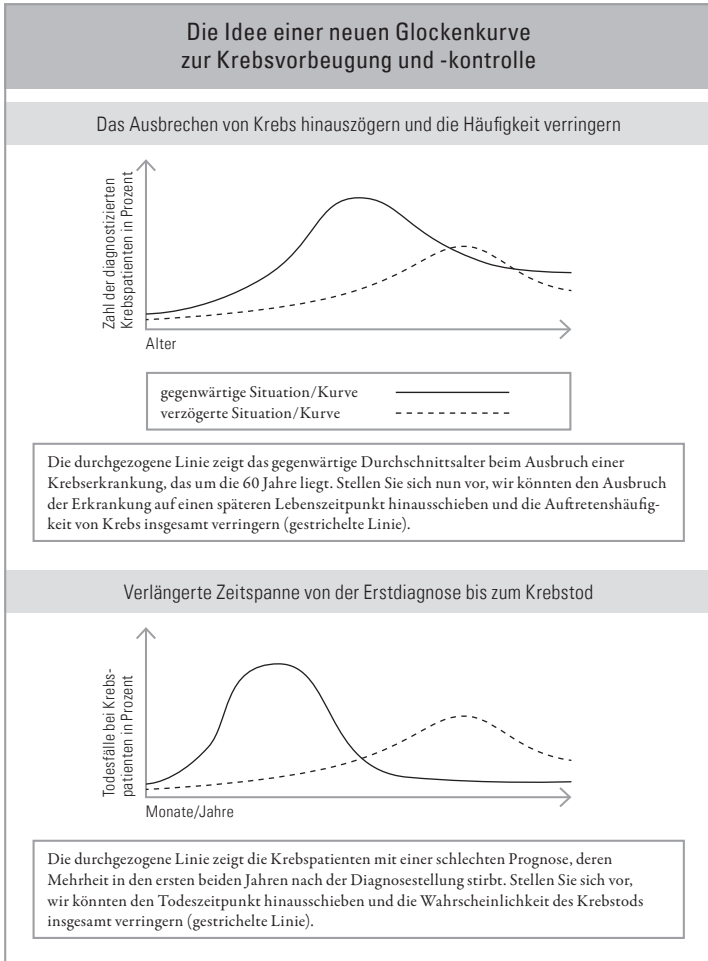 Die Idee einer neuen Glockenkurve
zur Krebsvorbeugung und -kontrolle
Das Ausbrechen von Krebs hinauszögern und die Häufigkeit verringern
Zahl der diagnostizierten
Krebspatienten in Prozent
Alter
gegenwärtige Situation/Kurve
verzögerte Situation/Kurve
Die durchgezogene Linie zeigt das gegenwärtige Durchschnittsalter beim Ausbruch einer
Krebserkrankung, das um die 60 Jahre liegt. Stellen Sie sich nun vor, wir könnten den Ausbruch
der Erkrankung auf einen späteren Lebenszeitpunkt hinausschieben und die Auftretenshäufig-
keit von Krebs insgesamt verringern (gestrichelte Linie).
Verlängerte Zeitspanne von der Erstdiagnose bis zum Krebstod
Todesfälle bei Krebs-
patienten in Prozent
Monate/Jahre
Die durchgezogene Linie zeigt die Krebspatienten mit einer schlechten Prognose, deren
Mehrheit in den ersten beiden Jahren nach der Diagnosestellung stirbt. Stellen Sie sich vor,
wir könnten den Todeszeitpunkt hinausschieben und die Wahrscheinlichkeit des Krebstods
insgesamt verringern (gestrichelte Linie).